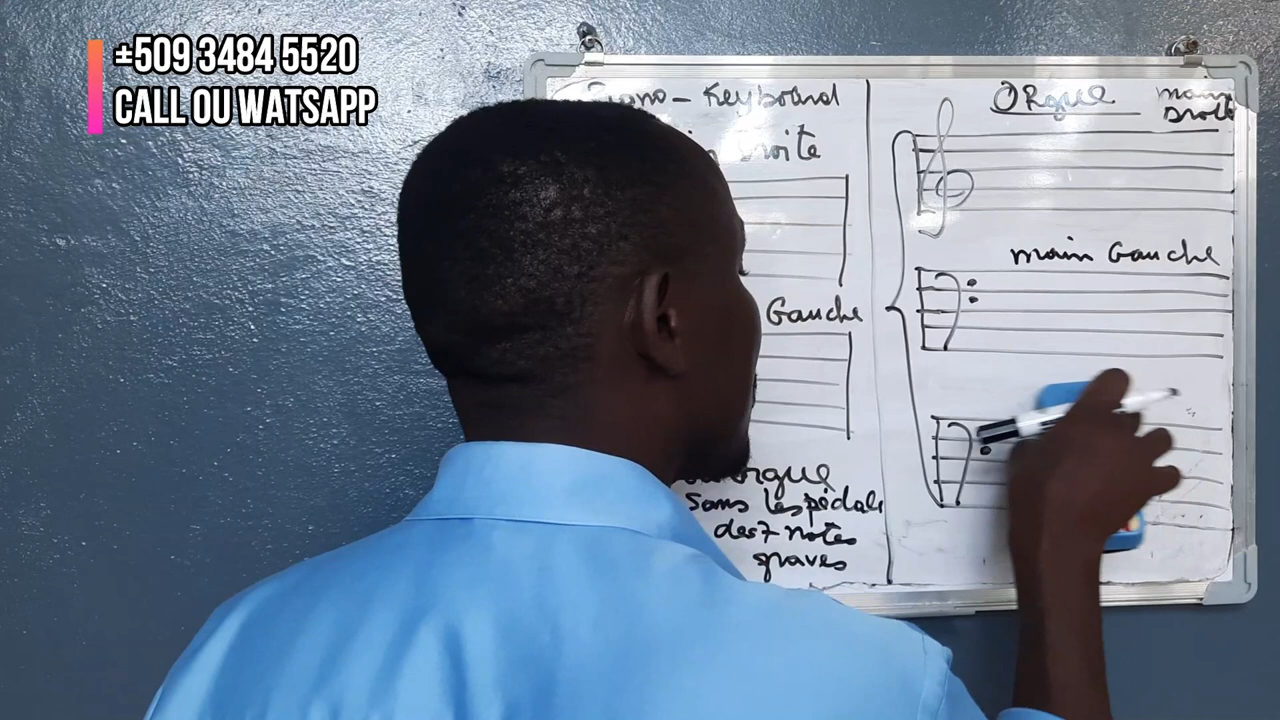 ±509 3484 5520
CALL OU WATSAPP
Piano - Keyboard
Droite
Gauche
orgue
Sans les pédale
des 7 notes
graves
Orgue
main
Droite
main Gauche